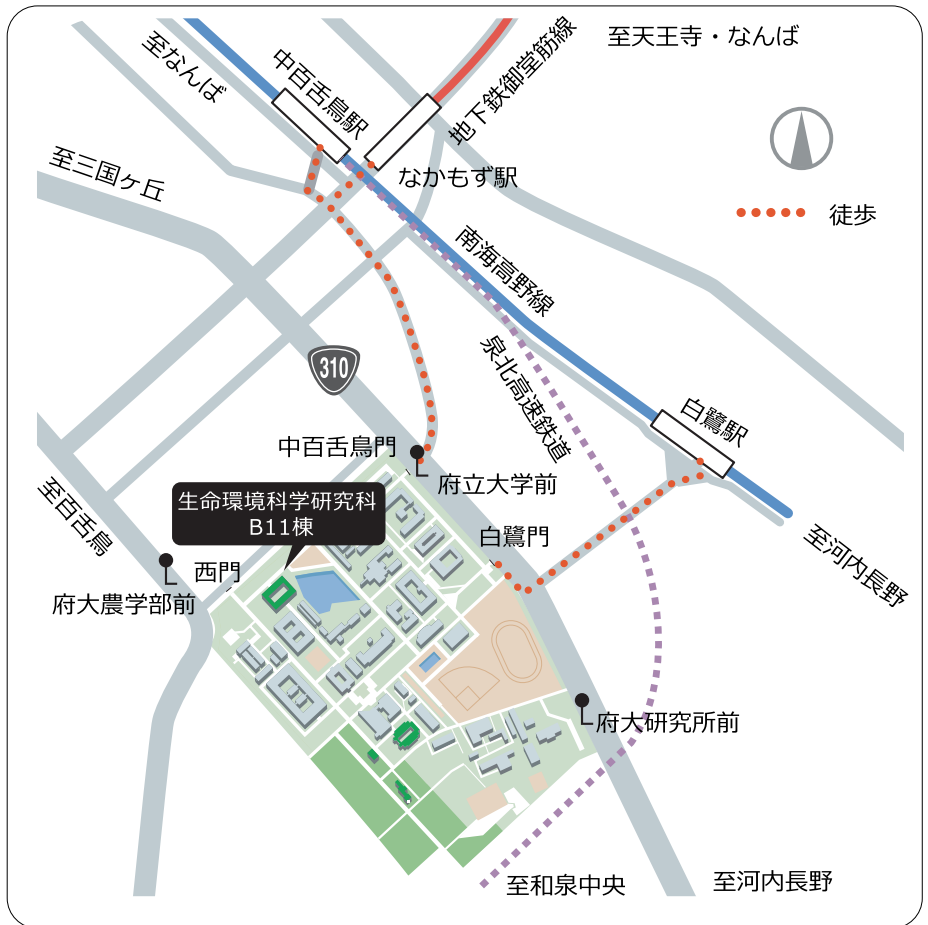 至天王寺・なんば
地下鉄御堂筋線
至なんば
中百舌鳥駅
なかもず駅
至三国ヶ丘
徒歩
南海高野線
泉北高速鉄道
310
白鷺駅
中百舌鳥門
府立大学前
至百舌鳥
生命環境科学研究科
B11棟
白鷺門
至河内長野
西門
府大農学部前
府大研究所前
至和泉中央
至河内長野